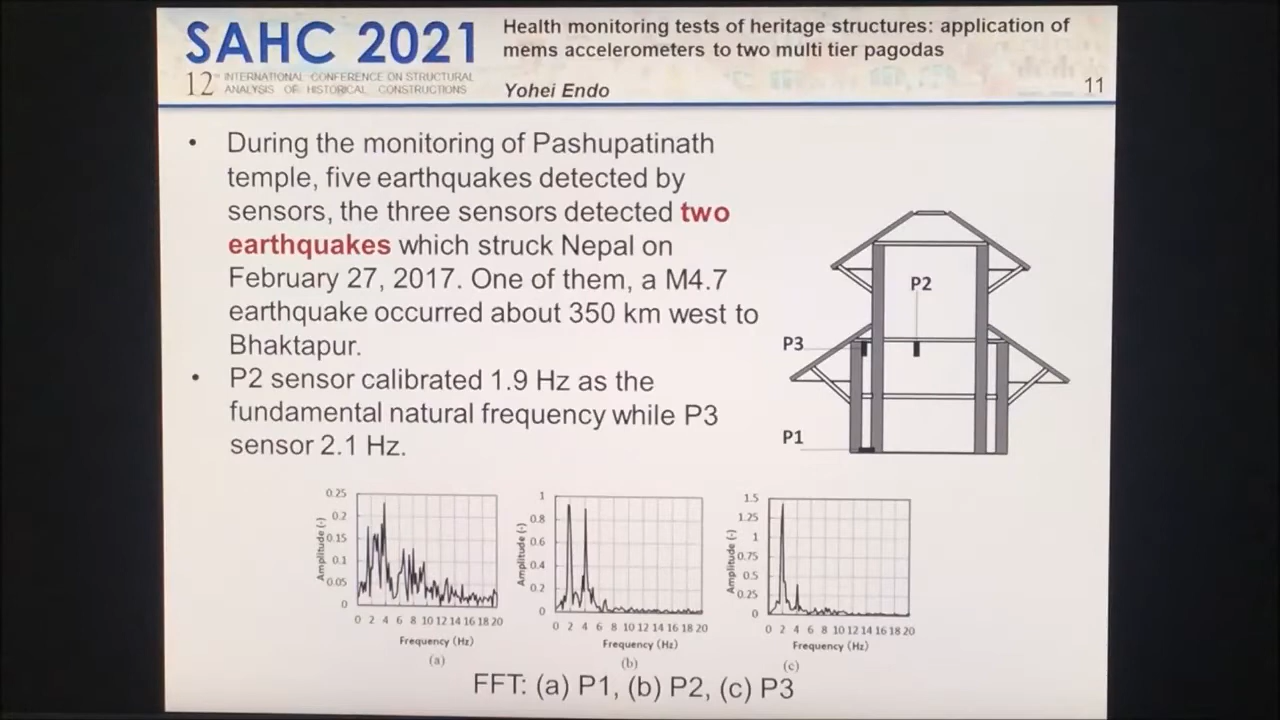 SAHC 2021
12TH INTERNATIONAL CONFERENCE ON STRUCTURAL
ANALYSIS OF HISTORICAL CONSTRUCTIONS
Health monitoring tests of heritage structures: application of
mems accelerometers to two multi tier pagodas
Yohei Endo
11
• During the monitoring of Pashupatinath
temple, five earthquakes detected by
sensors, the three sensors detected two
earthquakes which struck Nepal on
February 27, 2017. One of them, a M4.7
earthquake occurred about 350 km west to
Bhaktapur.
• P2 sensor calibrated 1.9 Hz as the
fundamental natural frequency while P3
sensor 2.1 Hz.
P2
P3
P1
0.25
0.2
0.15
0.1
0.05
0
Amplitude (-)
0 2 4 6 8 10 12 14 16 18 20
Frequency (Hz)
(a)
1
0.8
0.6
0.4
0.2
0
Amplitude (-)
0 2 4 6 8 10 12 14 16 18 20
Frequency (Hz)
(b)
1.5
1.25
1
0.75
0.5
0.25
0
Amplitude (-)
0 2 4 6 8 10 12 14 16 18 20
Frequency (Hz)
(c)
FFT: (a) P1, (b) P2, (c) P3